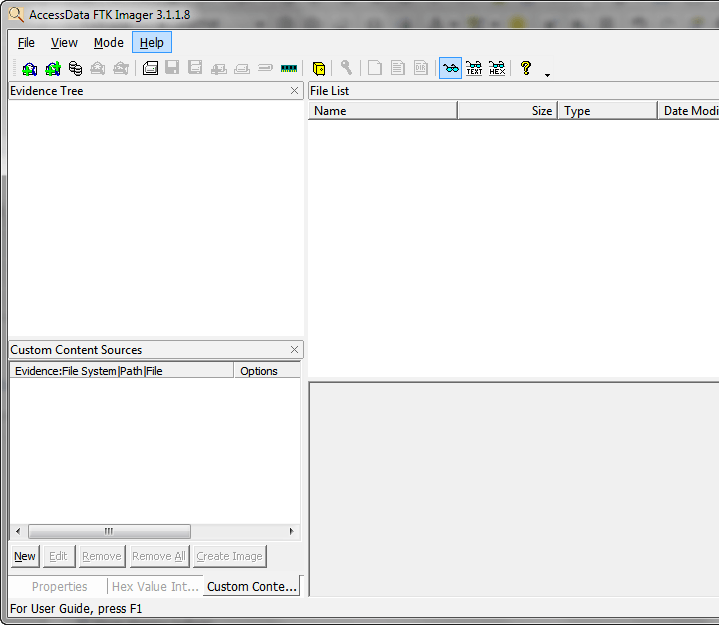 AccessData FTK Imager 3.1.1.8
File View Mode Help
TEXT HEX ?
Evidence Tree
File List
Name Size Type Date Modi
Custom Content Sources
Evidence:File System|Path|File Options
New Edit Remove Remove All Create Image
Properties Hex Value Int... Custom Conte...
For User Guide, press F1